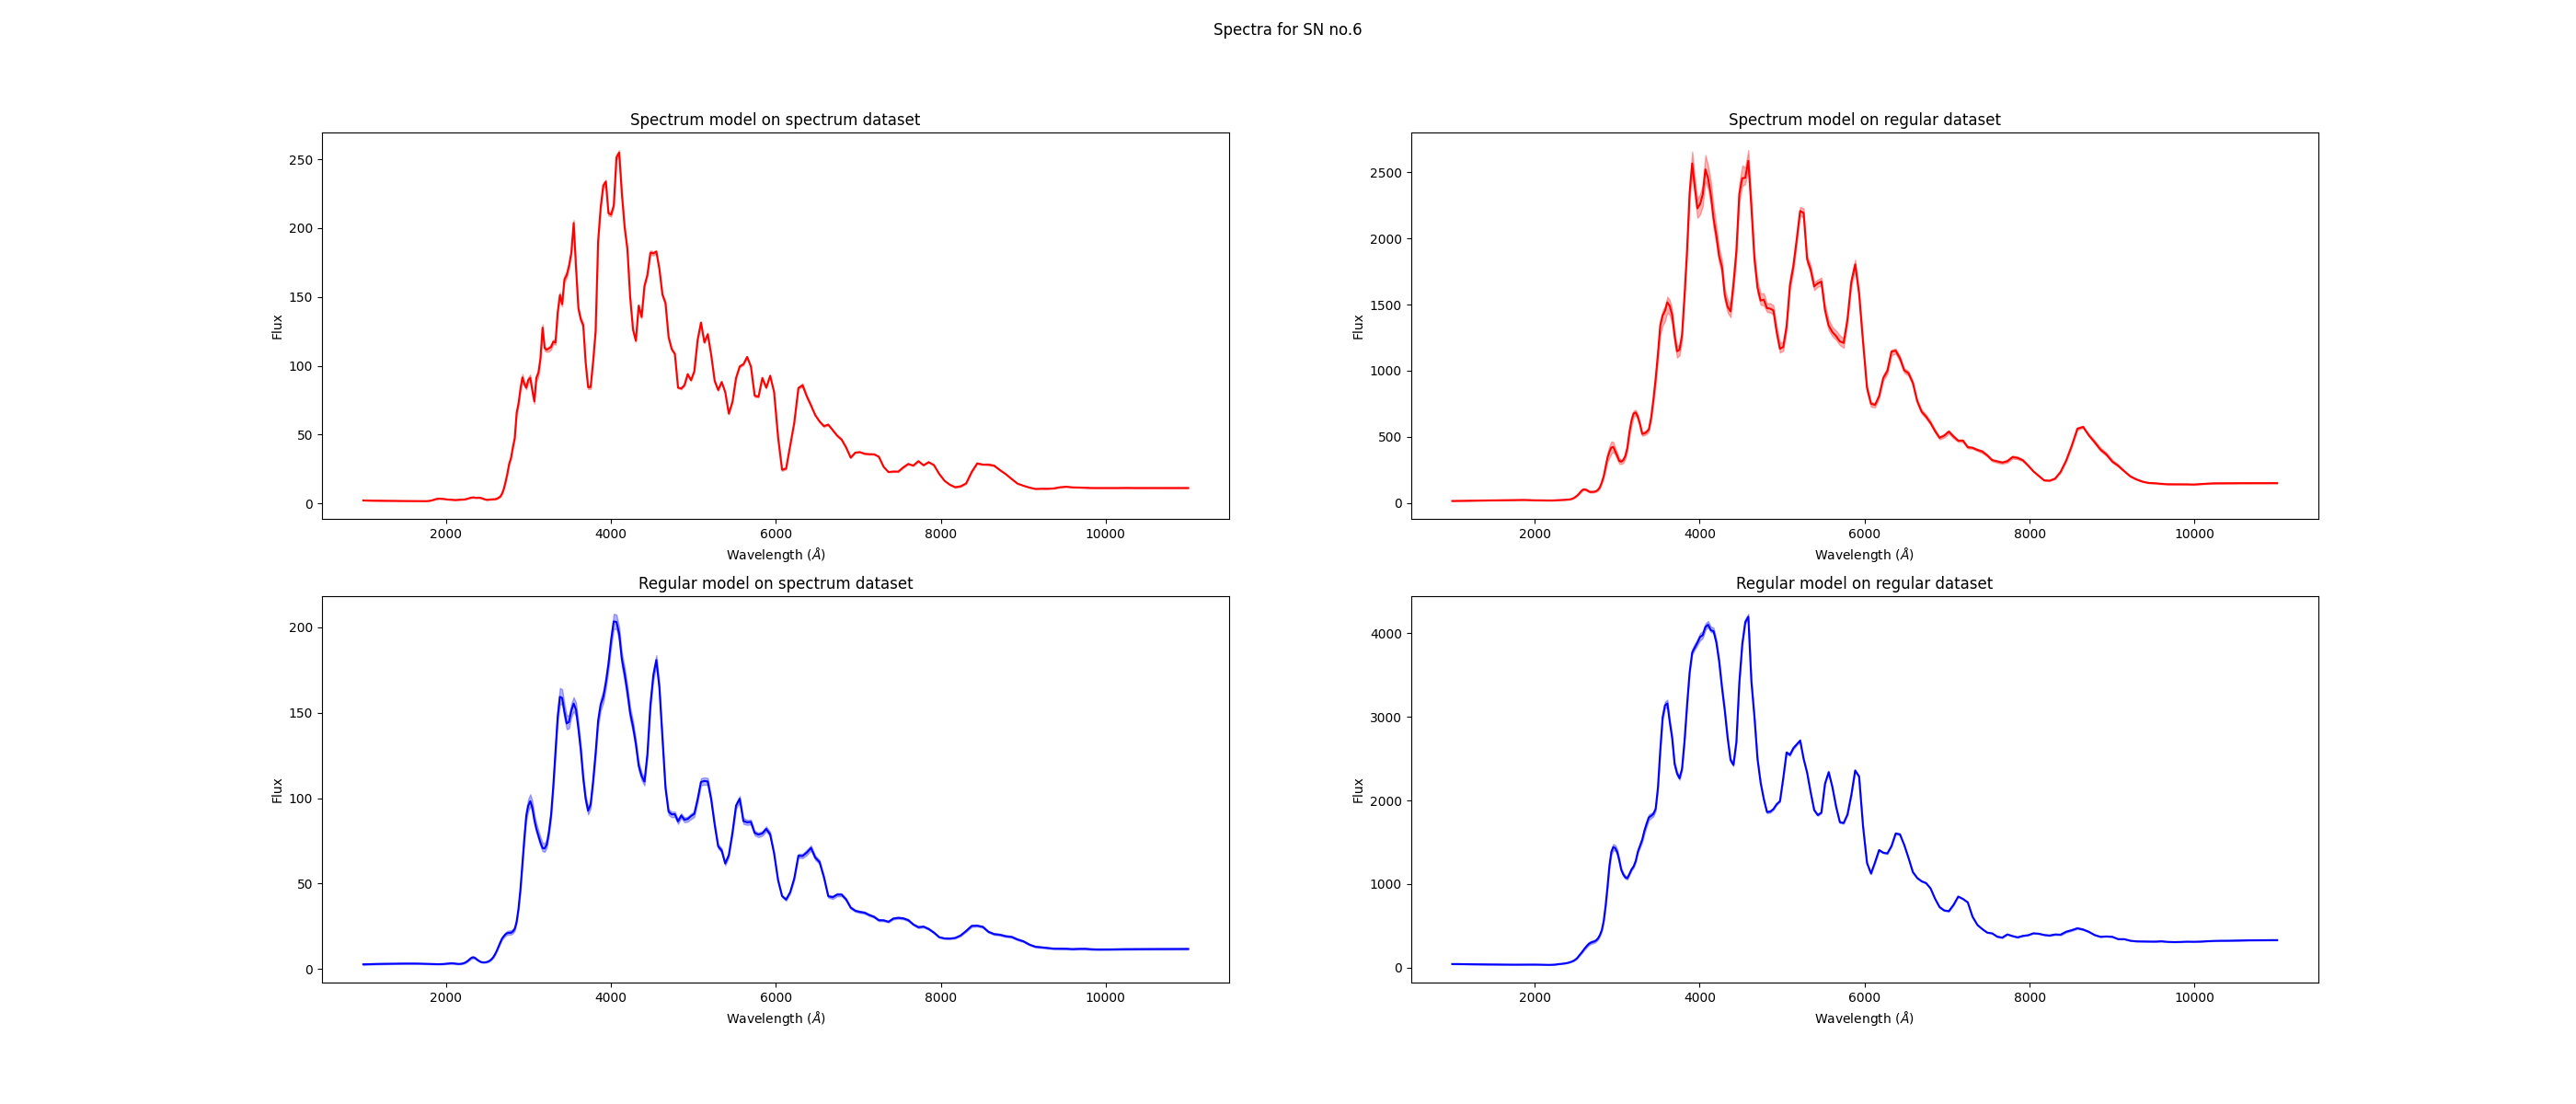 Spectra for SN no.6
Spectrum model on spectrum dataset
250
200
150
100
50
0
Flux
2000 4000 6000 8000 10000
Wavelength (Å)
Spectrum model on regular dataset
2500
2000
1500
1000
500
0
Flux
2000 4000 6000 8000 10000
Wavelength (Å)
Regular model on spectrum dataset
200
150
100
50
0
Flux
2000 4000 6000 8000 10000
Wavelength (Å)
Regular model on regular dataset
4000
3000
2000
1000
0
Flux
2000 4000 6000 8000 10000
Wavelength (Å)